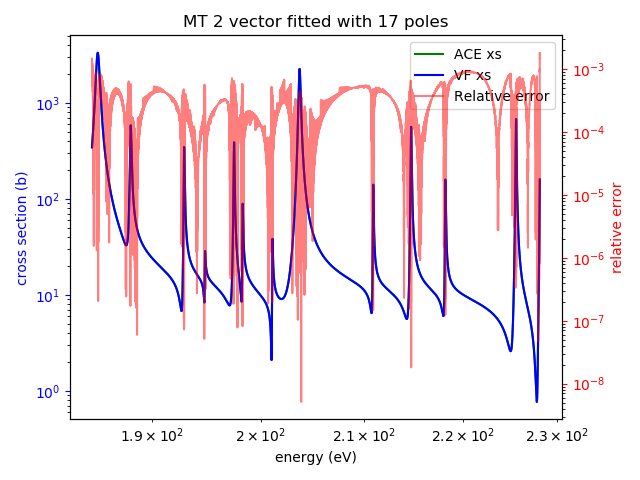 MT 2 vector fitted with 17 poles
ACE xs
VF xs
Relative error
cross section (b)
10³
10²
10¹
10⁰
relative error
10⁻³
10⁻⁴
10⁻⁵
10⁻⁶
10⁻⁷
10⁻⁸
1.9 × 10² 2 × 10² 2.1 × 10² 2.2 × 10² 2.3 × 10²
energy (eV)